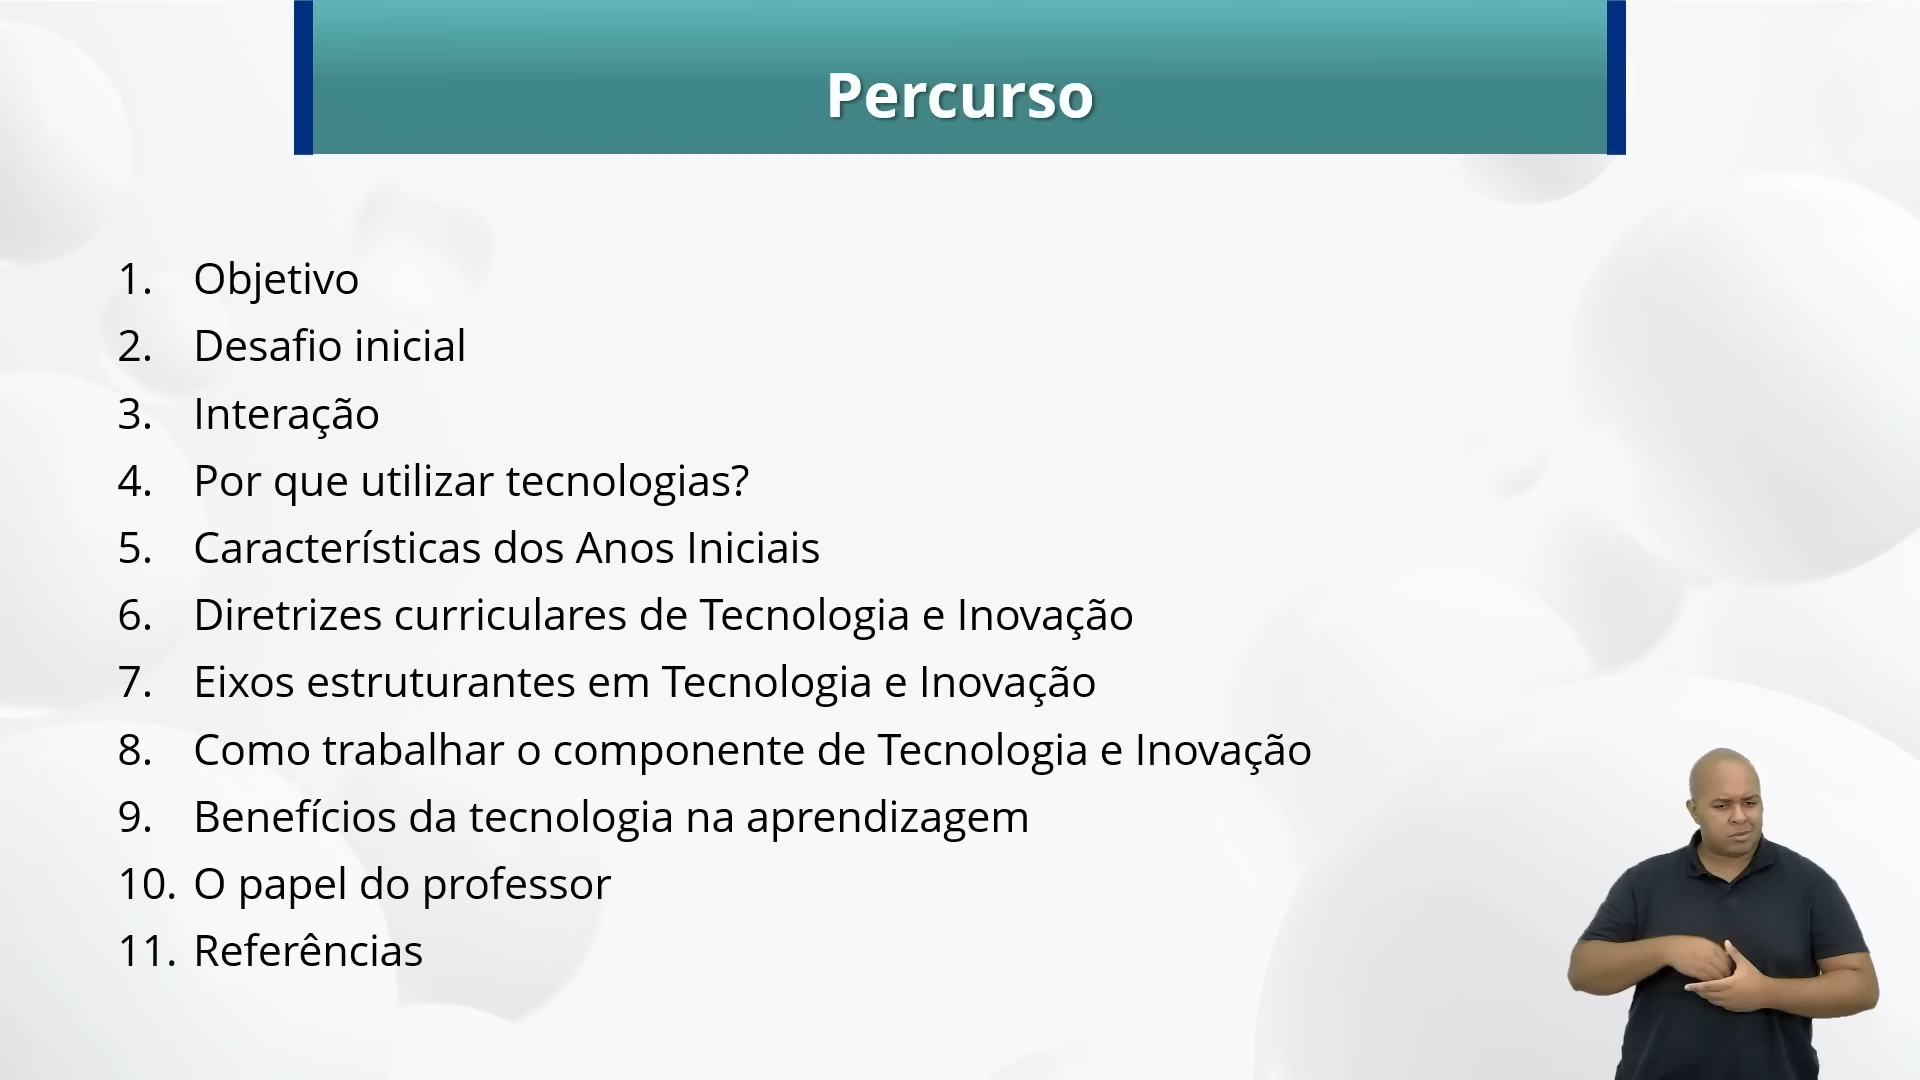 Percurso
1. Objetivo
2. Desafio inicial
3. Interação
4. Por que utilizar tecnologias?
5. Características dos Anos Iniciais
6. Diretrizes curriculares de Tecnologia e Inovação
7. Eixos estruturantes em Tecnologia e Inovação
8. Como trabalhar o componente de Tecnologia e Inovação
9. Benefícios da tecnologia na aprendizagem
10. O papel do professor
11. Referências